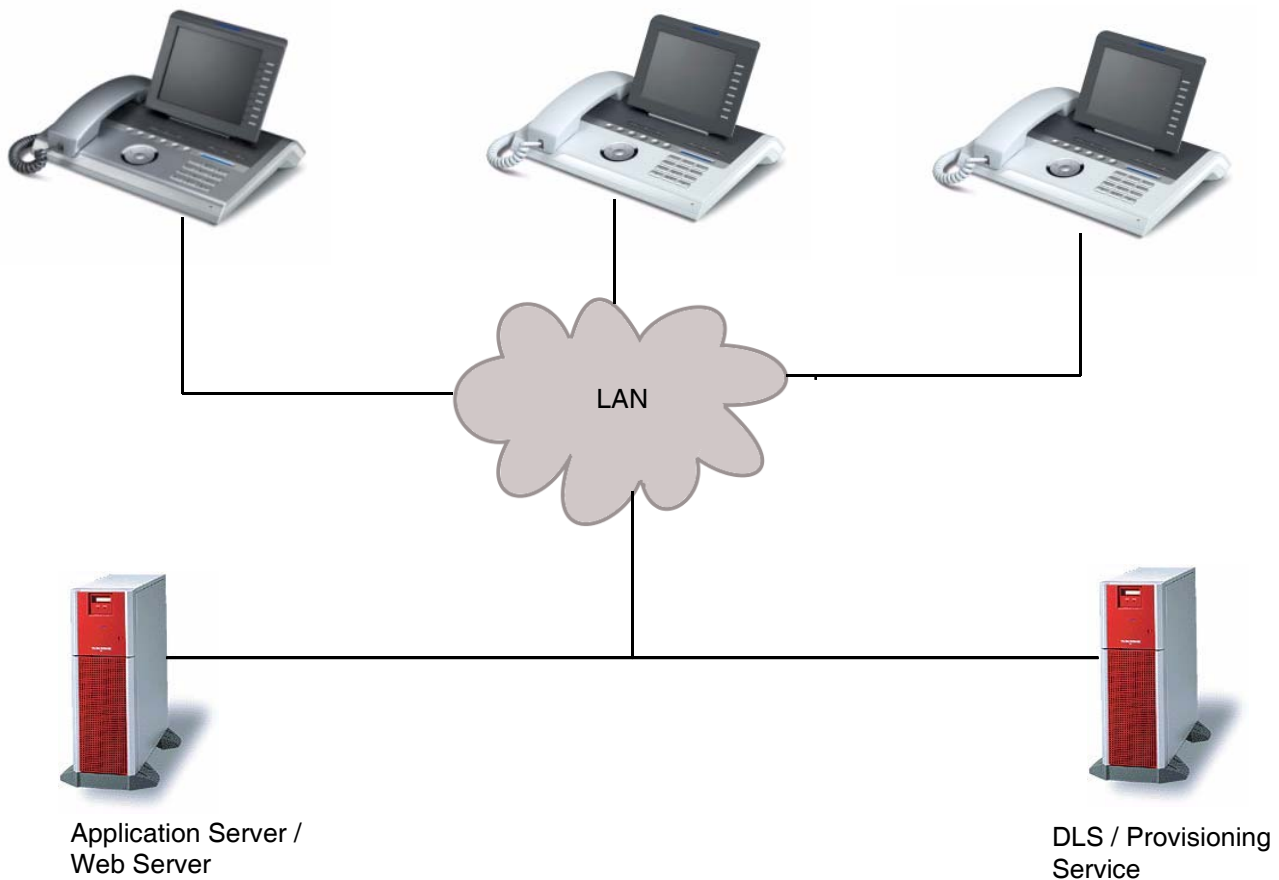 LAN
Application Server /
Web Server
DLS / Provisioning
Service